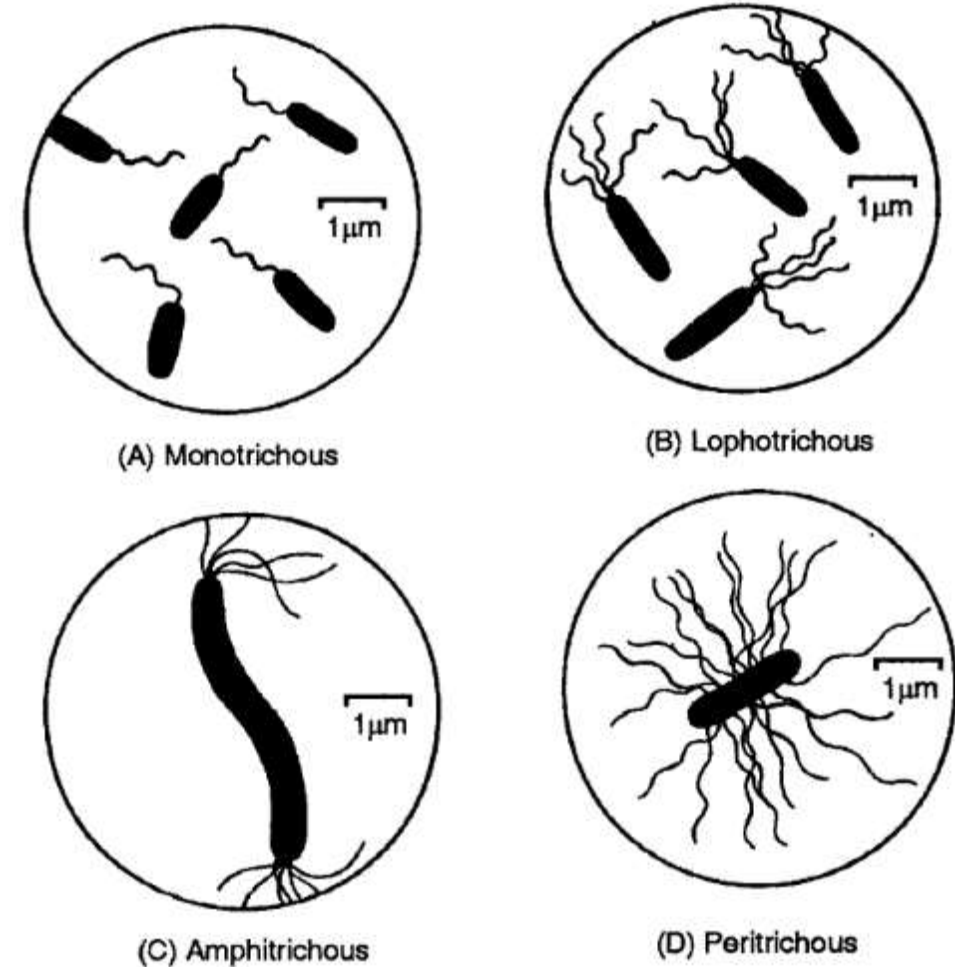 1μm
1μm
(A) Monotrichous
(B) Lophotrichous
1μm
1μm
(C) Amphitrichous
(D) Peritrichous